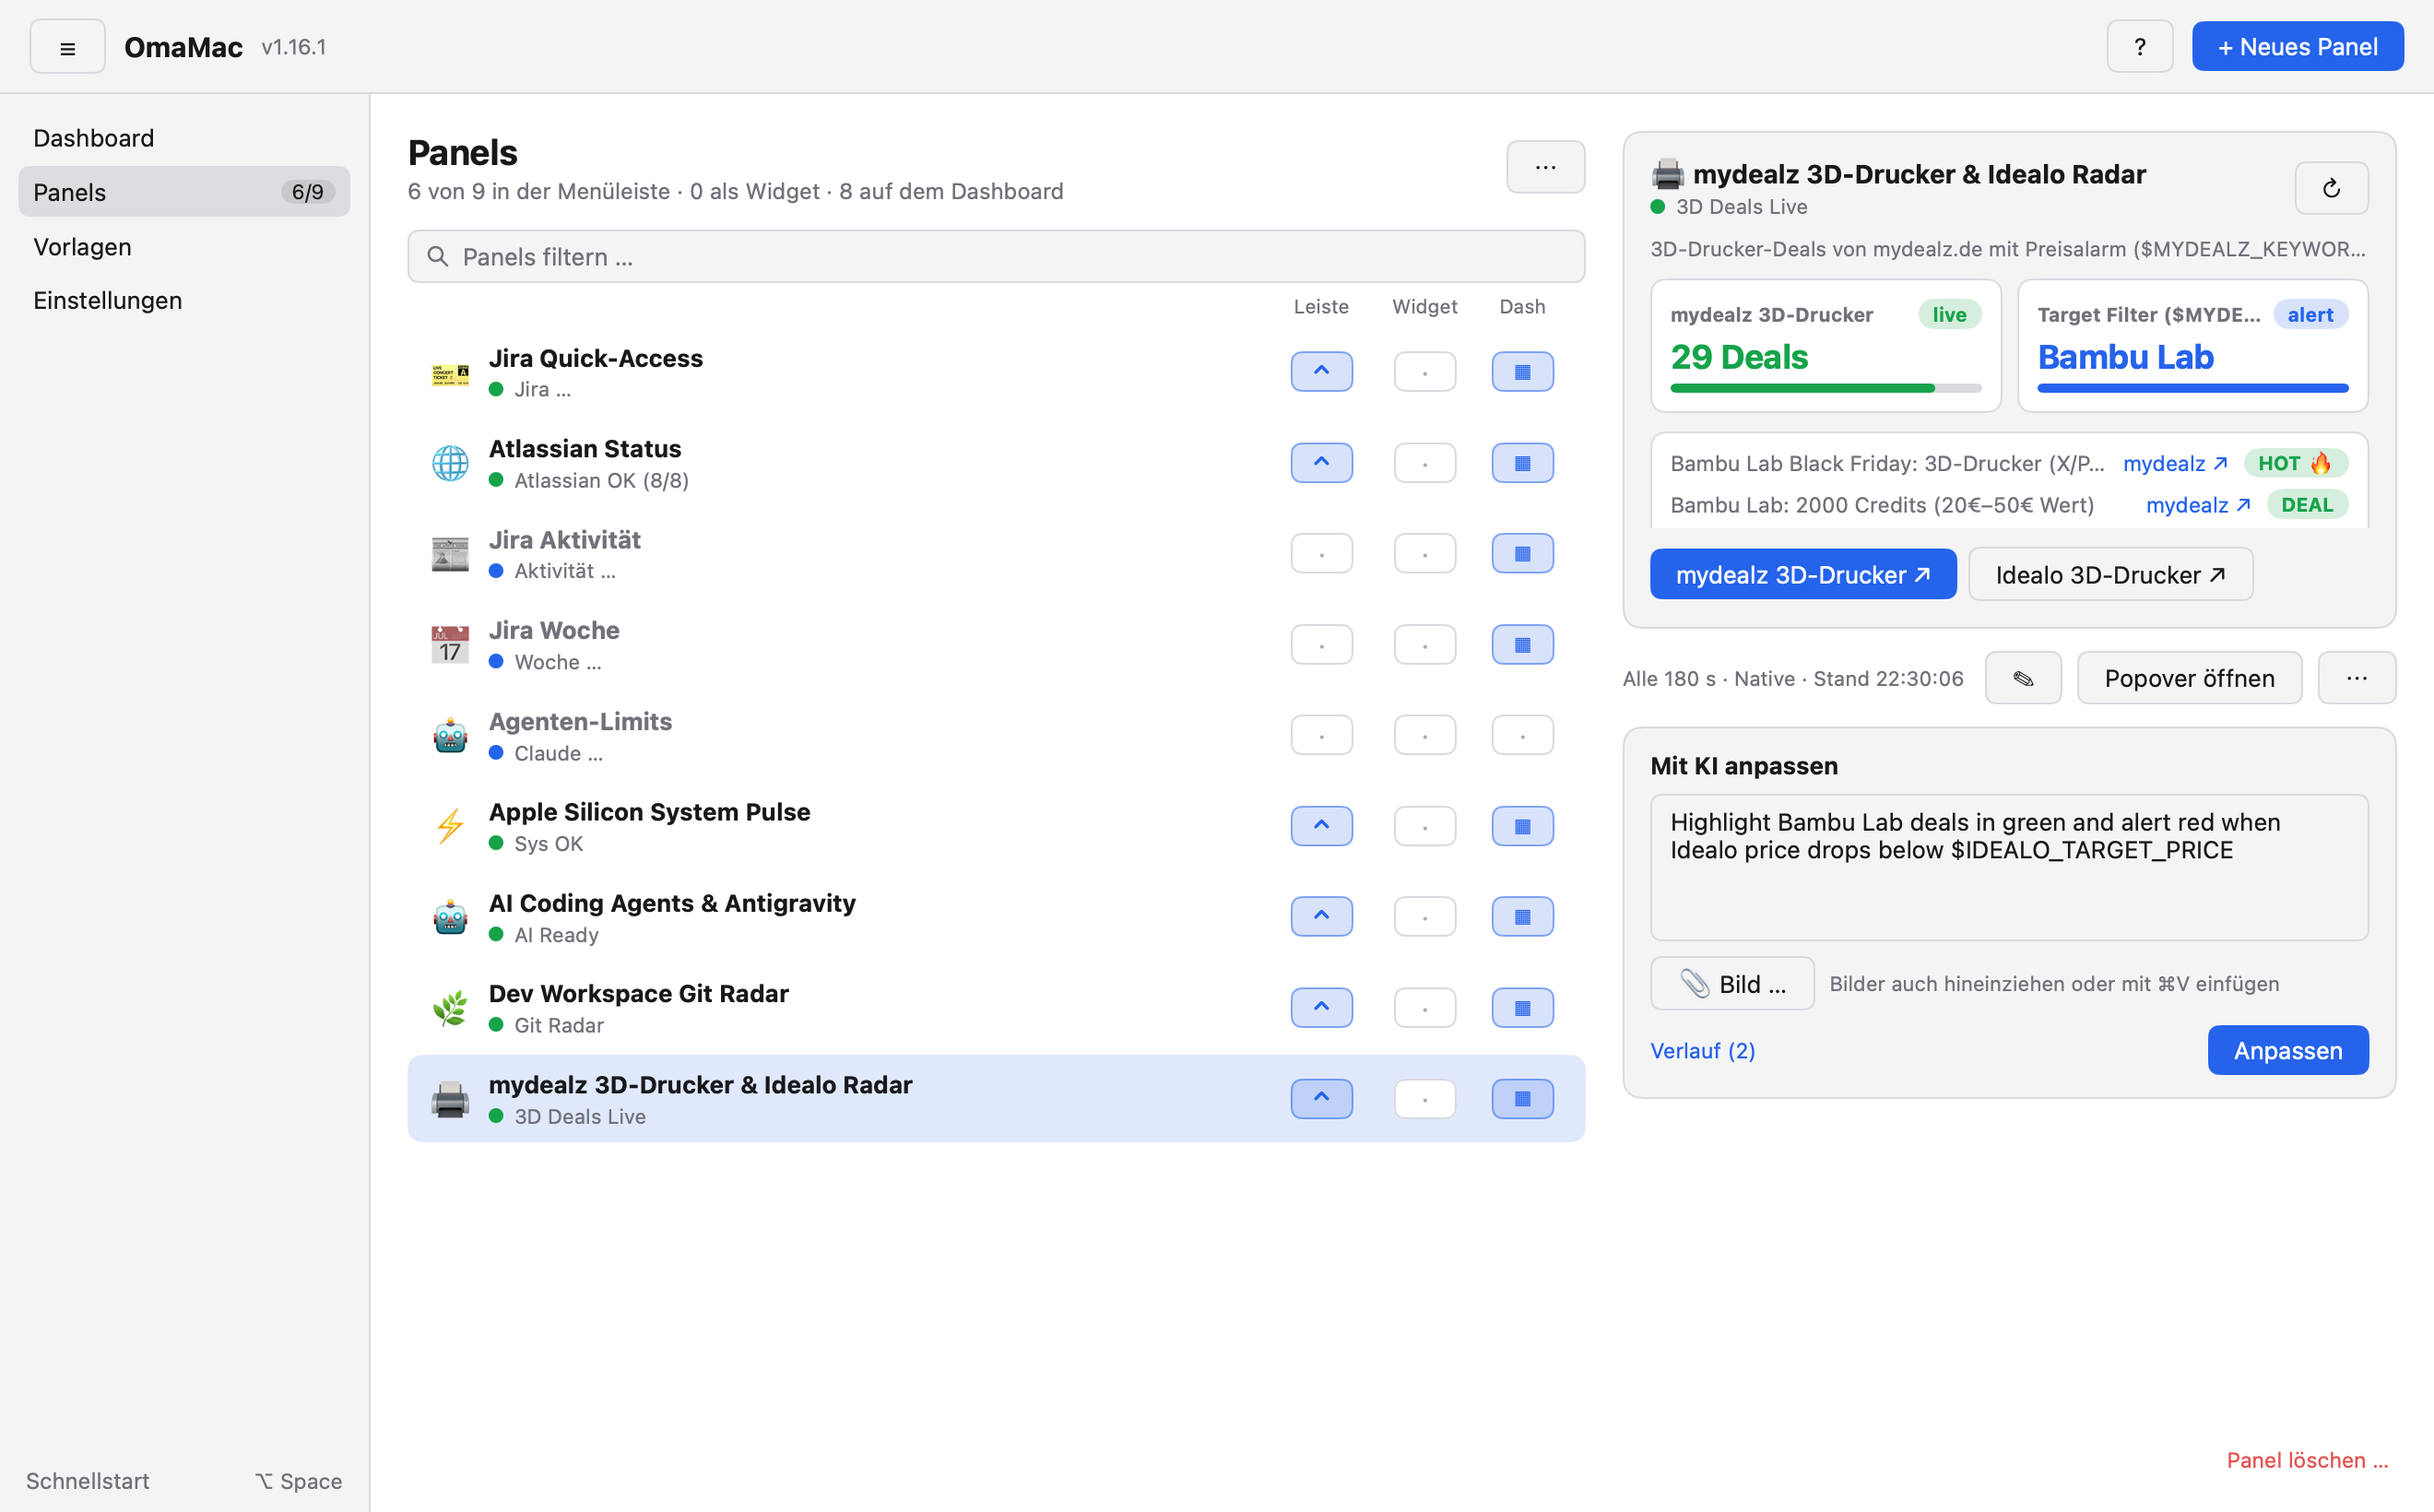 ≡ OmaMac v1.16.1 ? + Neues Panel
Dashboard
Panels 6/9
Vorlagen
Einstellungen
Schnellstart ⌥ Space
Panels
6 von 9 in der Menüleiste · 0 als Widget · 8 auf dem Dashboard
...
Panels filtern ...
Leiste Widget Dash
Jira Quick-Access
Jira ...
Atlassian Status
Atlassian OK (8/8)
Jira Aktivität
Aktivität ...
JUL
17
Jira Woche
Woche ...
Agenten-Limits
Claude ...
Apple Silicon System Pulse
Sys OK
AI Coding Agents & Antigravity
AI Ready
Dev Workspace Git Radar
Git Radar
mydealz 3D-Drucker & Idealo Radar
3D Deals Live
mydealz 3D-Drucker & Idealo Radar
3D Deals Live
3D-Drucker-Deals von mydealz.de mit Preisalarm ($MYDEALZ_KEYWOR...
mydealz 3D-Drucker live
29 Deals
Target Filter ($MYDE... alert
Bambu Lab
Bambu Lab Black Friday: 3D-Drucker (X/P... mydealz ↗ HOT 🔥
Bambu Lab: 2000 Credits (20€–50€ Wert) mydealz ↗ DEAL
mydealz 3D-Drucker ↗ Idealo 3D-Drucker ↗
Alle 180 s · Native · Stand 22:30:06 ✎ Popover öffnen ...
Mit KI anpassen
Highlight Bambu Lab deals in green and alert red when
Idealo price drops below $IDEALO_TARGET_PRICE
📎 Bild ... Bilder auch hineinziehen oder mit ⌘V einfügen
Verlauf (2) Anpassen
Panel löschen ...